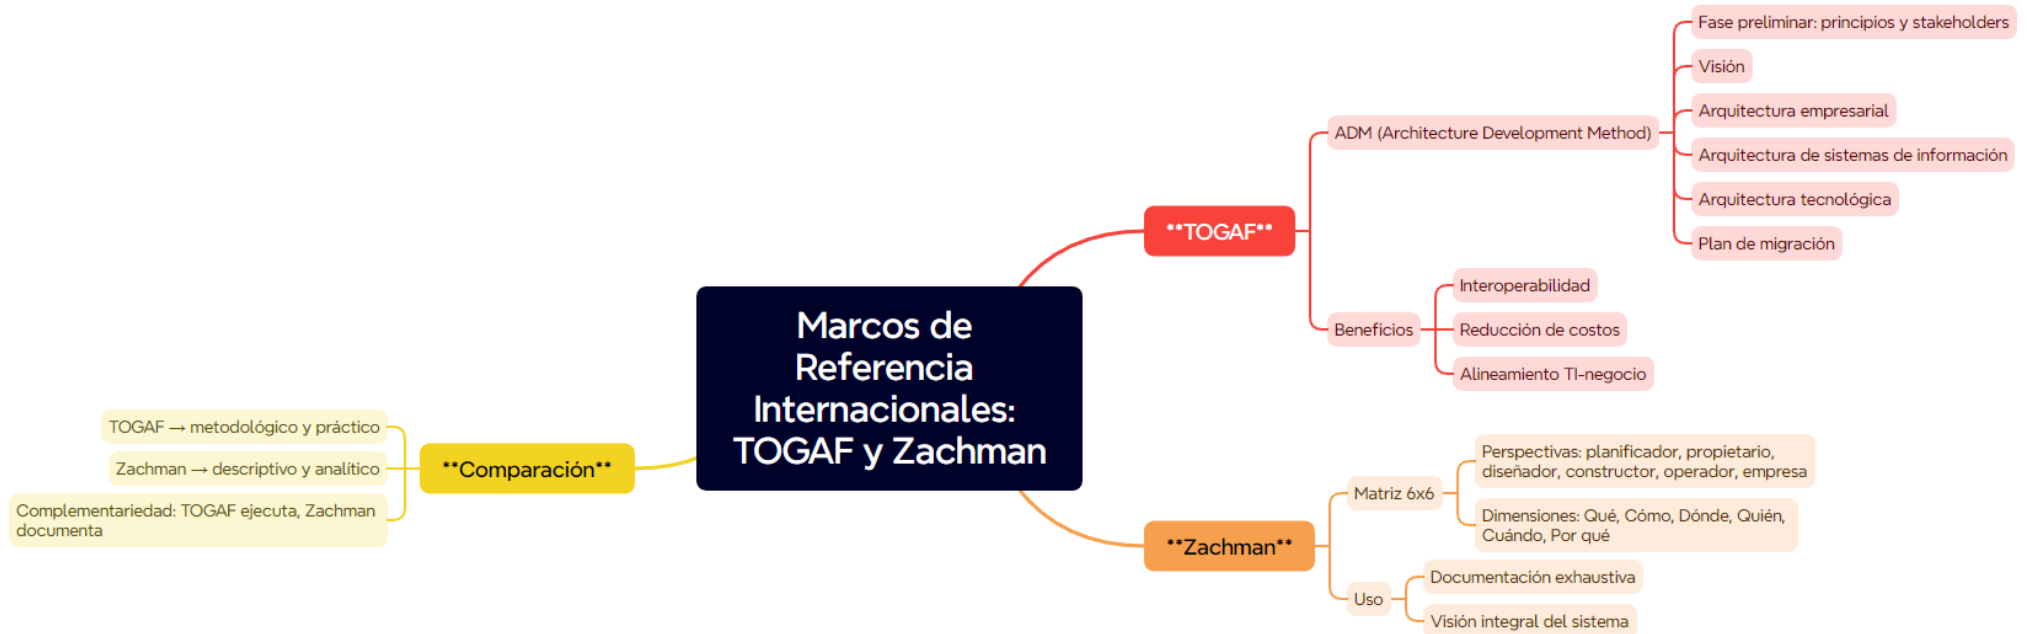 Marcos de
Referencia
Internacionales:
TOGAF y Zachman
**TOGAF**
ADM (Architecture Development Method)
Fase preliminar: principios y stakeholders
Visión
Arquitectura empresarial
Arquitectura de sistemas de información
Arquitectura tecnológica
Plan de migración
Beneficios
Interoperabilidad
Reducción de costos
Alineamiento TI-negocio
**Zachman**
Matriz 6x6
Perspectivas: planificador, propietario,
diseñador, constructor, operador, empresa
Dimensiones: Qué, Cómo, Dónde, Quién,
Cuándo, Por qué
Uso
Documentación exhaustiva
Visión integral del sistema
**Comparación**
TOGAF → metodológico y práctico
Zachman → descriptivo y analítico
Complementariedad: TOGAF ejecuta, Zachman
documenta